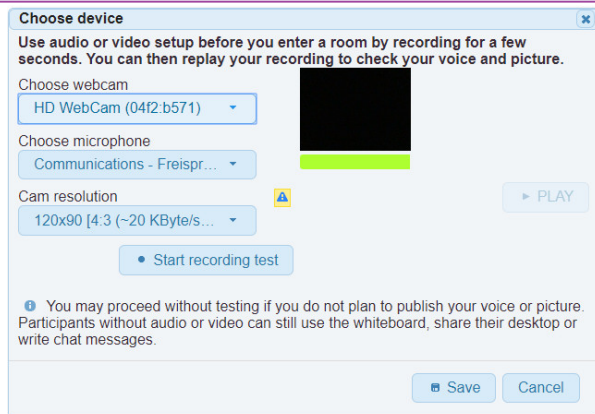 Choose device
Use audio or video setup before you enter a room by recording for a few
seconds. You can then replay your recording to check your voice and picture.
Choose webcam
HD WebCam (04f2:b571)
Choose microphone
Communications - Freispr...
Cam resolution
120x90 [4:3 (~20 KByte/s...
PLAY
Start recording test
You may proceed without testing if you do not plan to publish your voice or picture.
Participants without audio or video can still use the whiteboard, share their desktop or
write chat messages.
Save Cancel